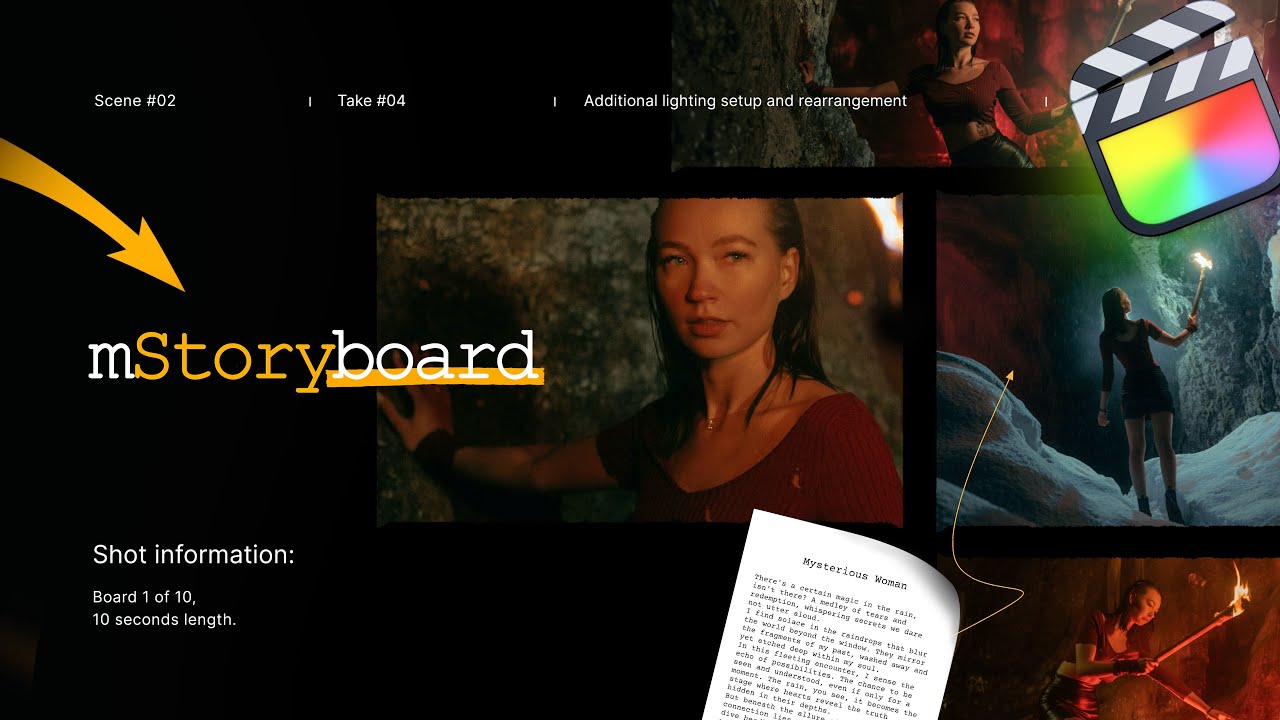 Scene #02
Take #04
Additional lighting setup and rearrangement
mStoryboard
Shot information:
Board 1 of 10,
10 seconds length.
Mysterious Woman
There's a certain magic in the rain,
isn't there? A medley of tears and
redemption, whispering secrets we dare
not utter aloud.
I find solace in the raindrops that blur
the world beyond the window. They mirror
the fragments of my past, washed away and
yet etched deep within my soul.
In this fleeting encounter, I sense the
echo of possibilities. The chance to be
seen and understood, even if only for a
moment. The rain, you see, it becomes the
stage where hearts reveal the truth
hidden in their depths.
But beneath the allure
connection lies